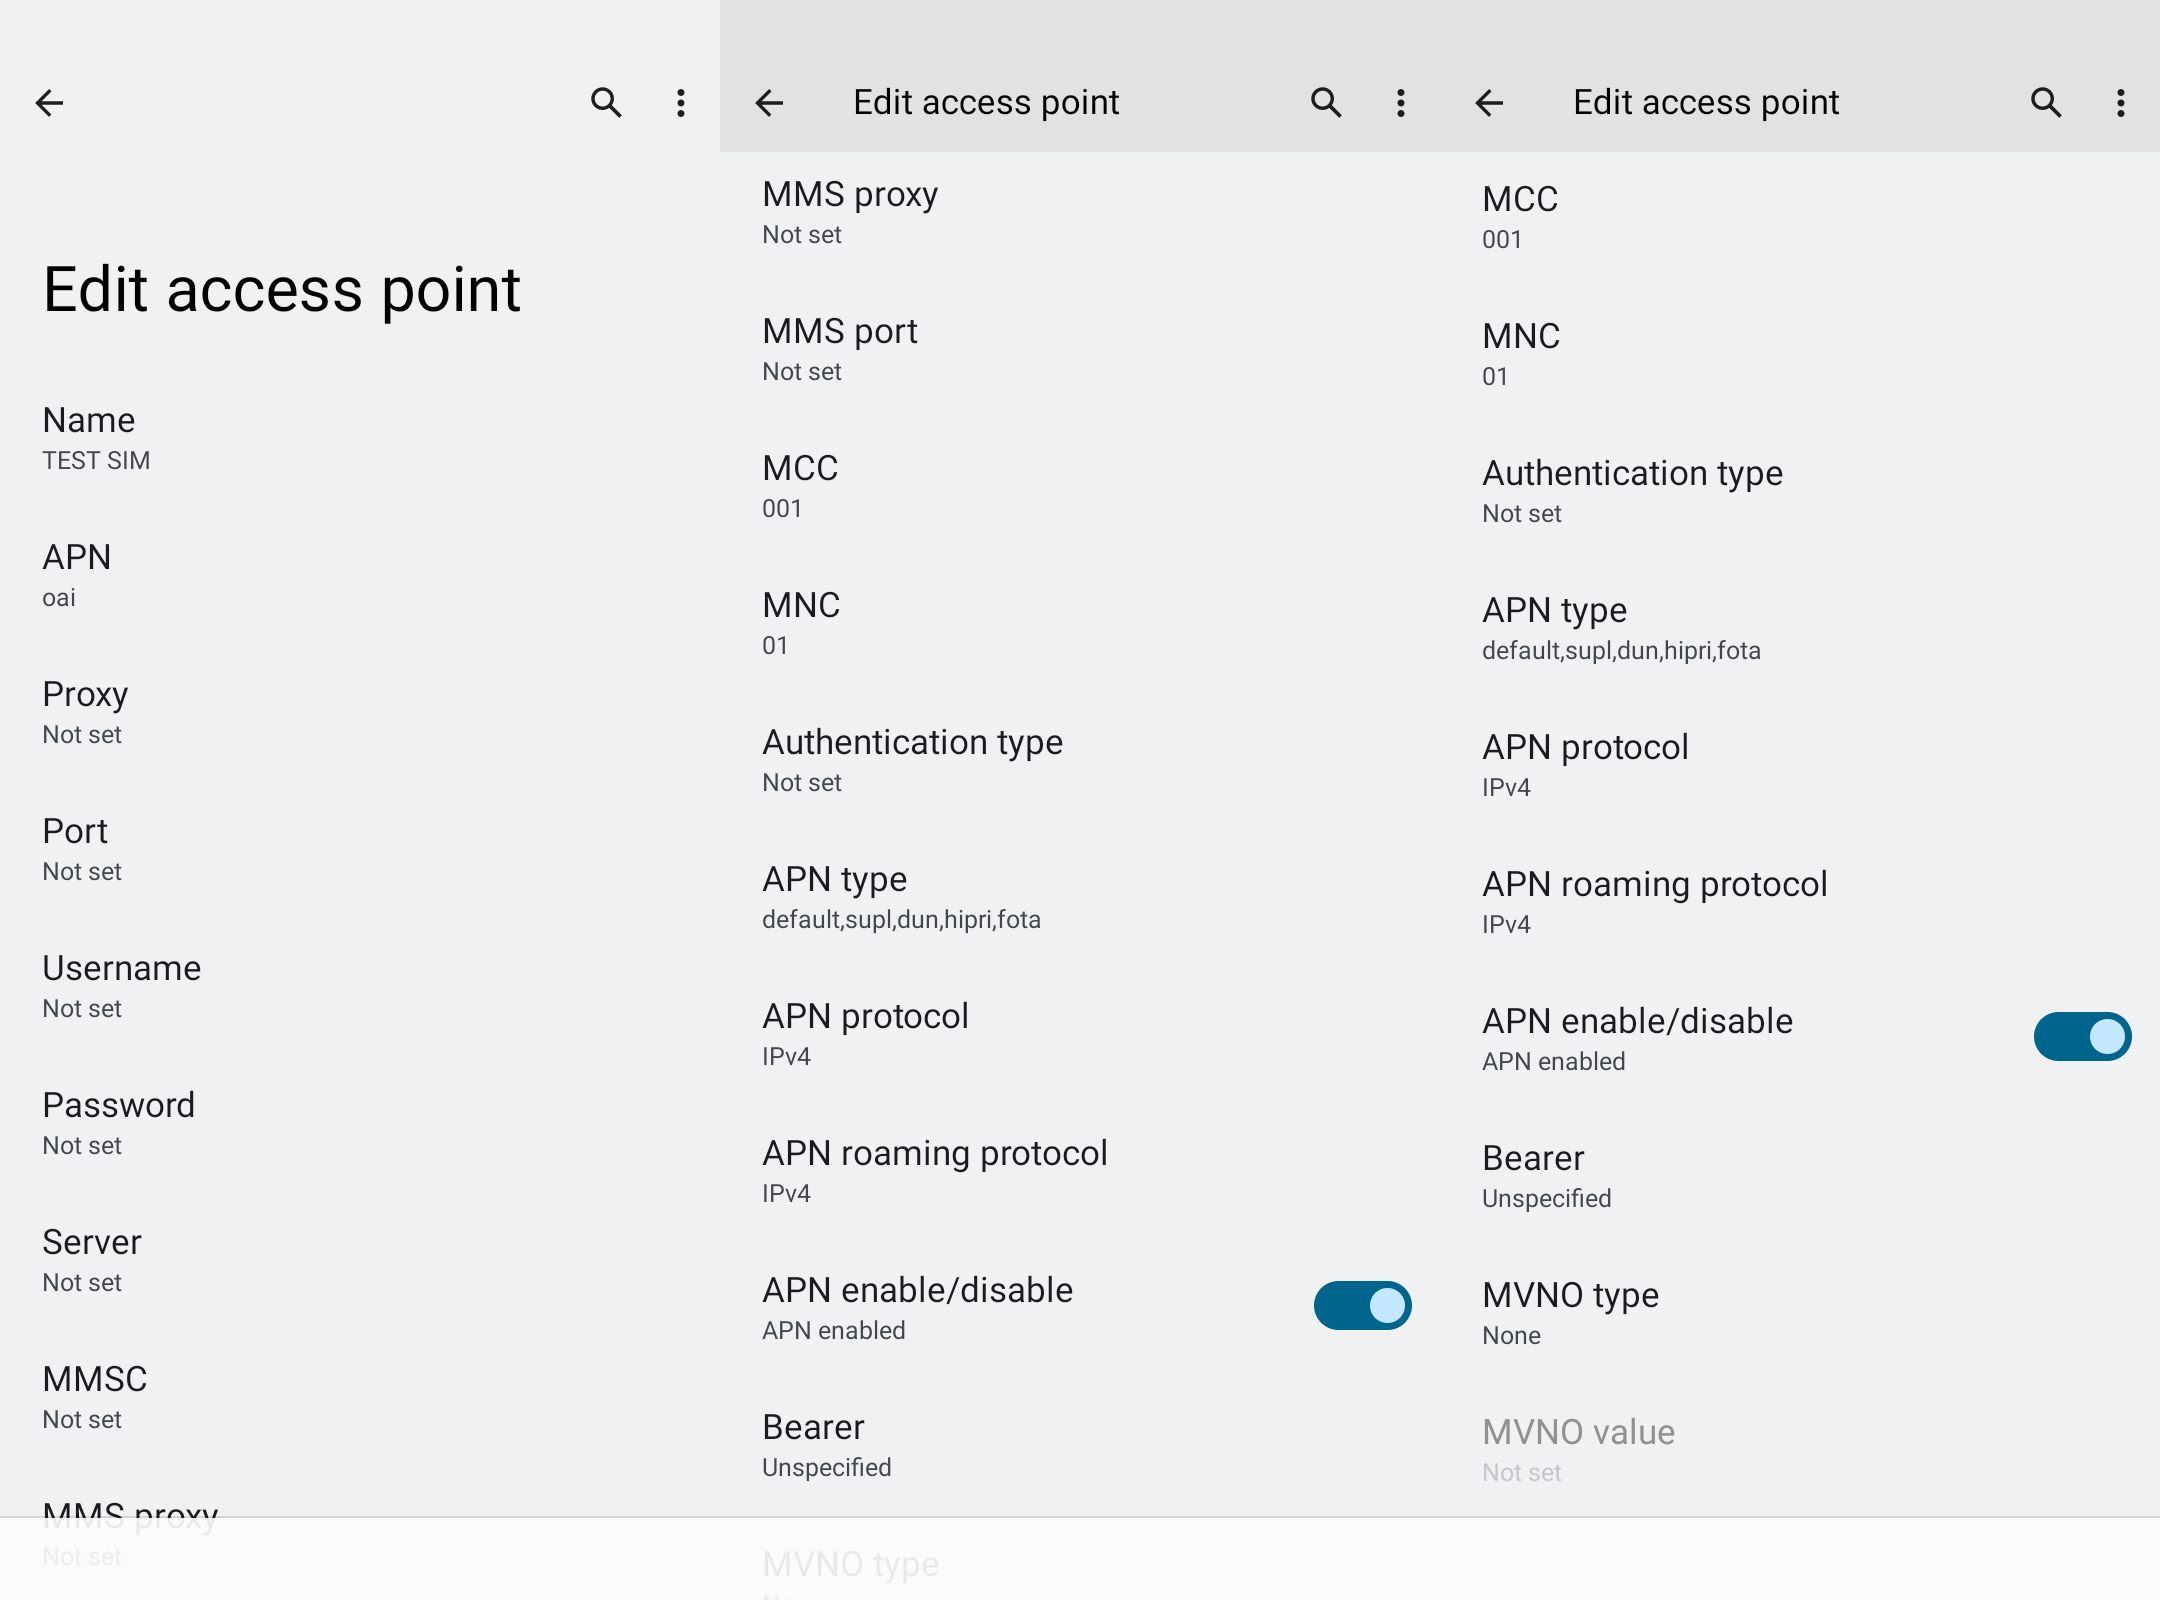 Edit access point
Name
TEST SIM
APN
oai
Proxy
Not set
Port
Not set
Username
Not set
Password
Not set
Server
Not set
MMSC
Not set
MMS proxy
Not set
Edit access point
MMS proxy
Not set
MMS port
Not set
MCC
001
MNC
01
Authentication type
Not set
APN type
default,supl,dun,hipri,fota
APN protocol
IPv4
APN roaming protocol
IPv4
APN enable/disable
APN enabled
Bearer
Unspecified
MVNO type
Edit access point
MCC
001
MNC
01
Authentication type
Not set
APN type
default,supl,dun,hipri,fota
APN protocol
IPv4
APN roaming protocol
IPv4
APN enable/disable
APN enabled
Bearer
Unspecified
MVNO type
None
MVNO value
Not set